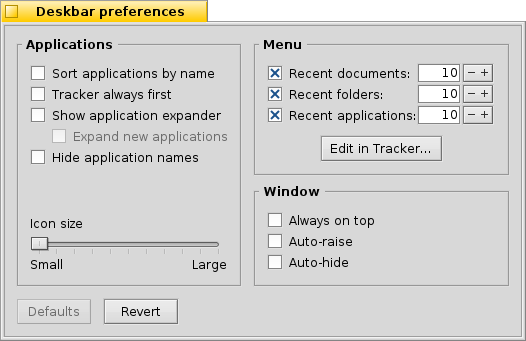 Deskbar preferences
Applications
Sort applications by name
Tracker always first
Show application expander
Expand new applications
Hide application names
Icon size
Small Large
Menu
Recent documents: 10 − +
Recent folders: 10 − +
Recent applications: 10 − +
Edit in Tracker...
Window
Always on top
Auto-raise
Auto-hide
Defaults Revert